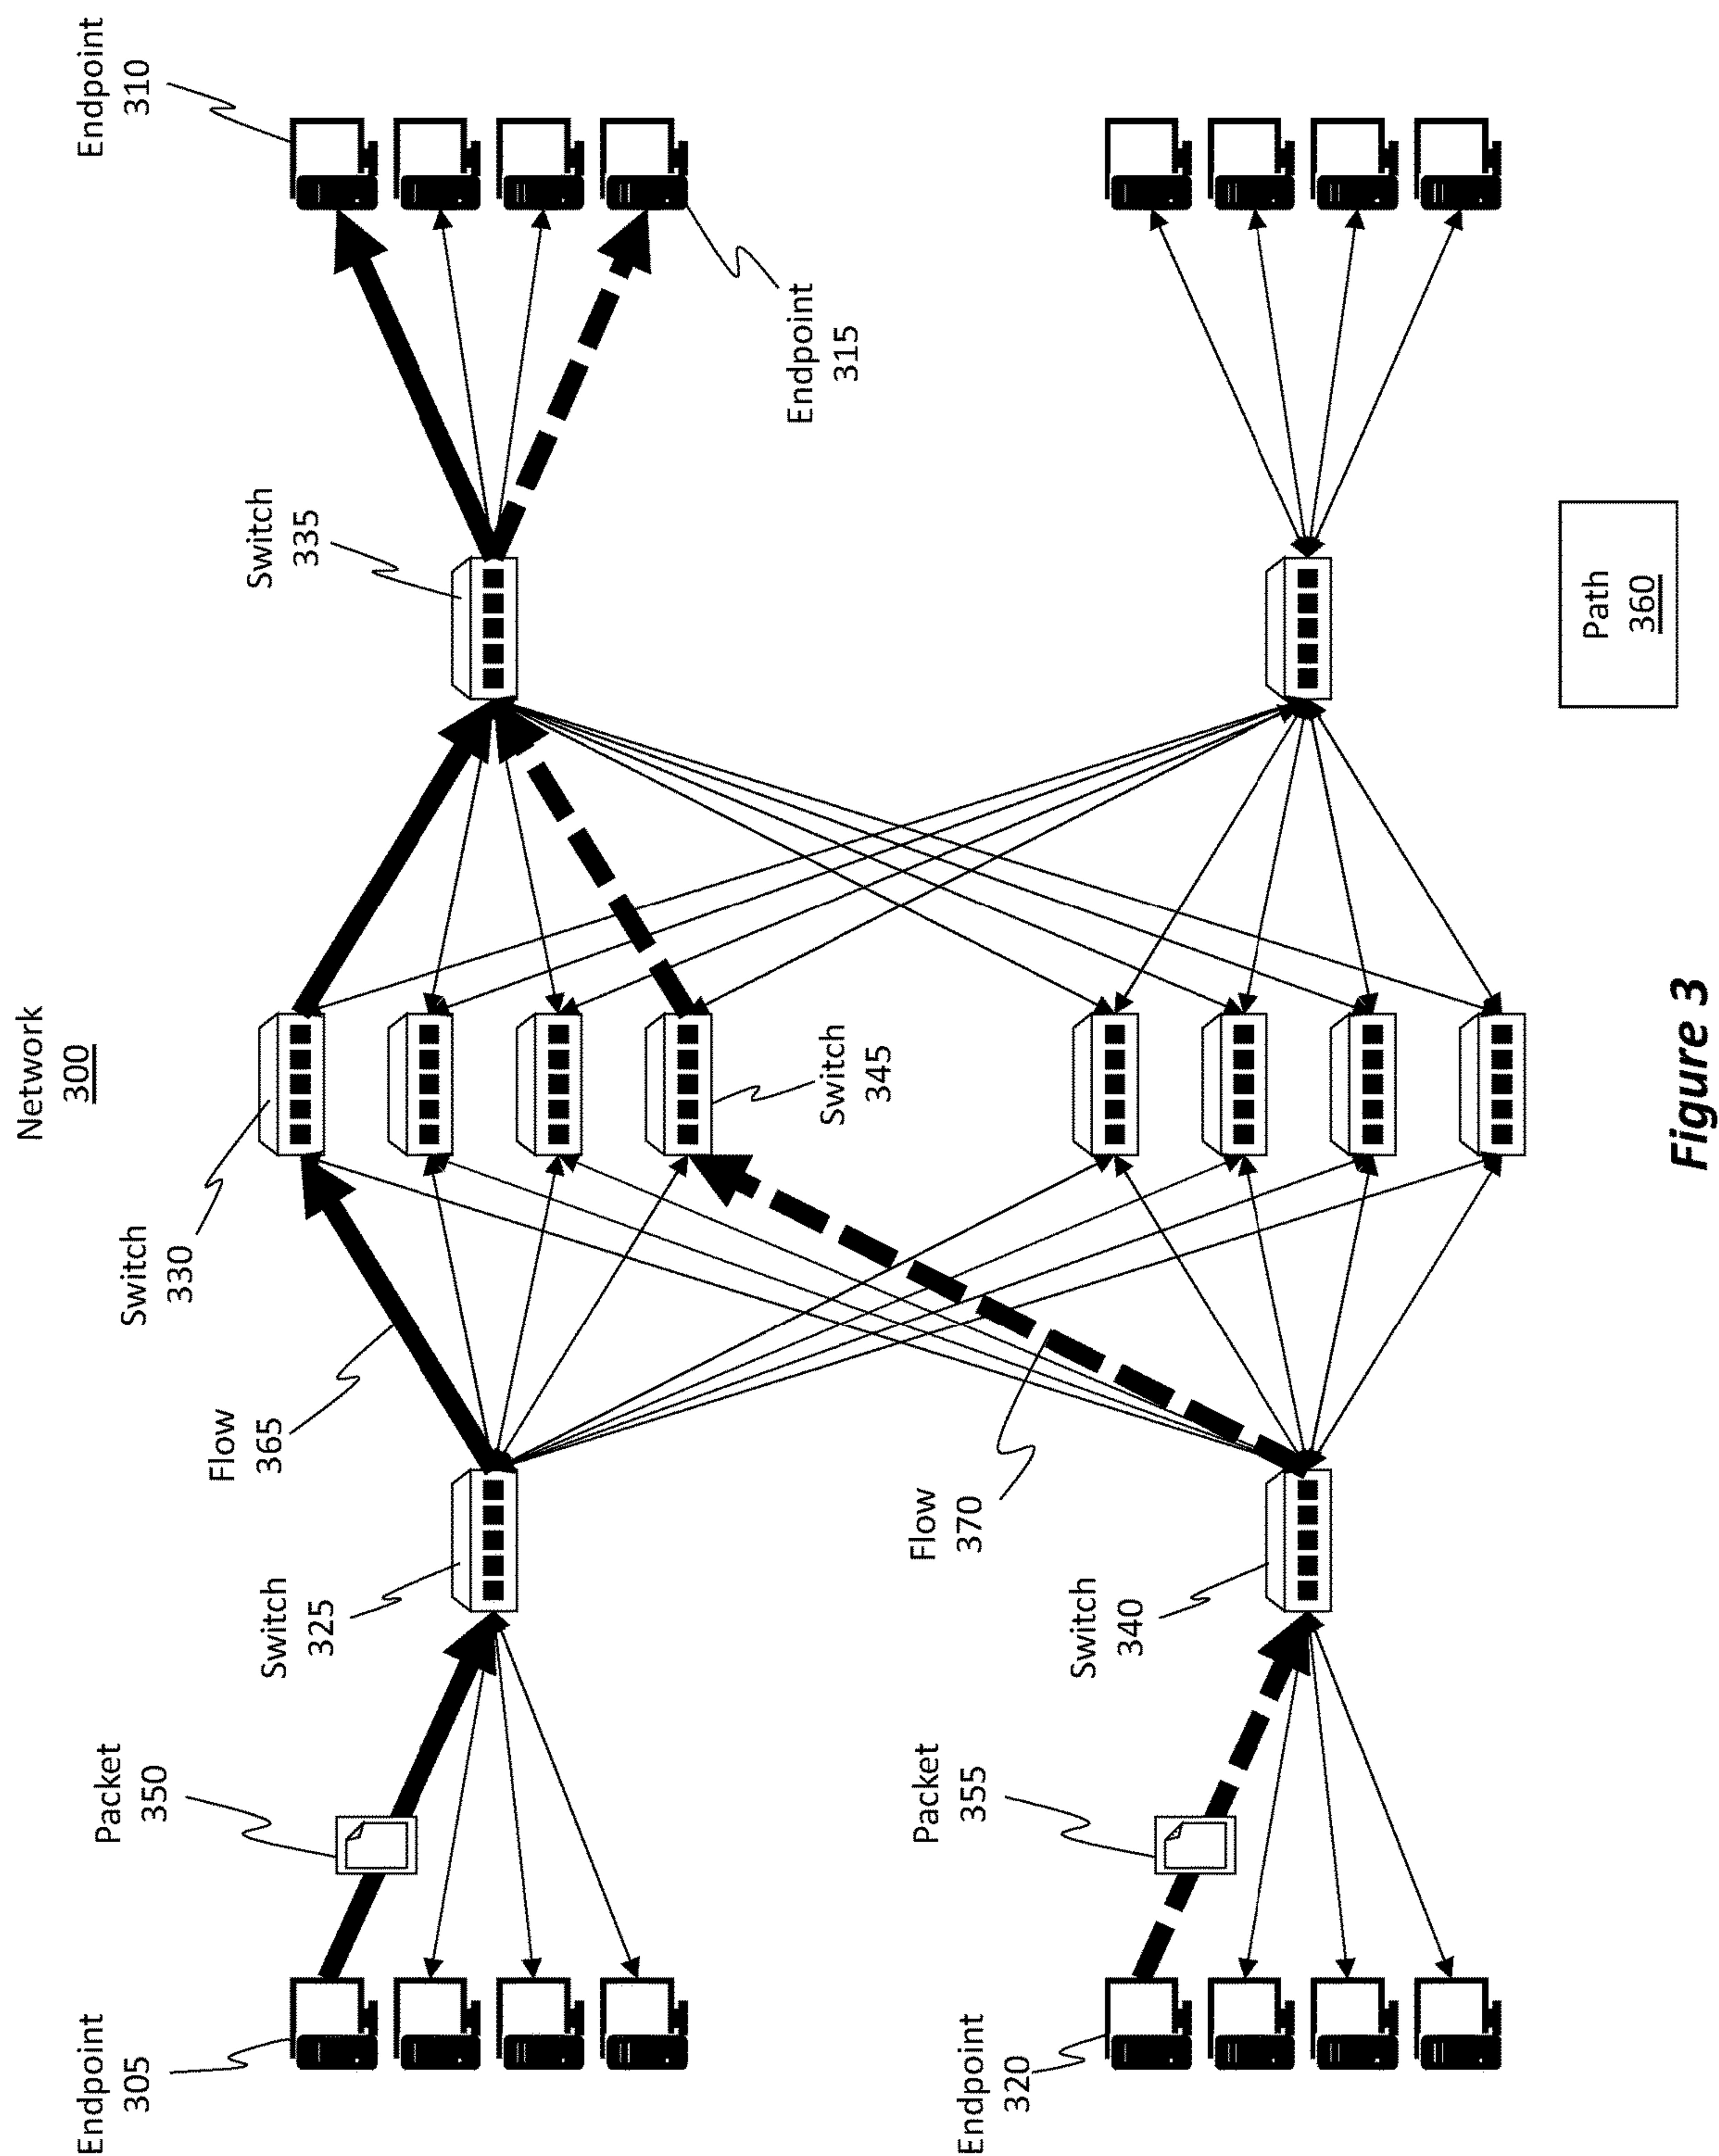 Network
300
Endpoint
305
Packet
350
Switch
325
Flow
365
Switch
330
Switch
335
Endpoint
310
Endpoint
315
Switch
345
Flow
370
Endpoint
320
Packet
355
Switch
340
Path
360
Figure 3